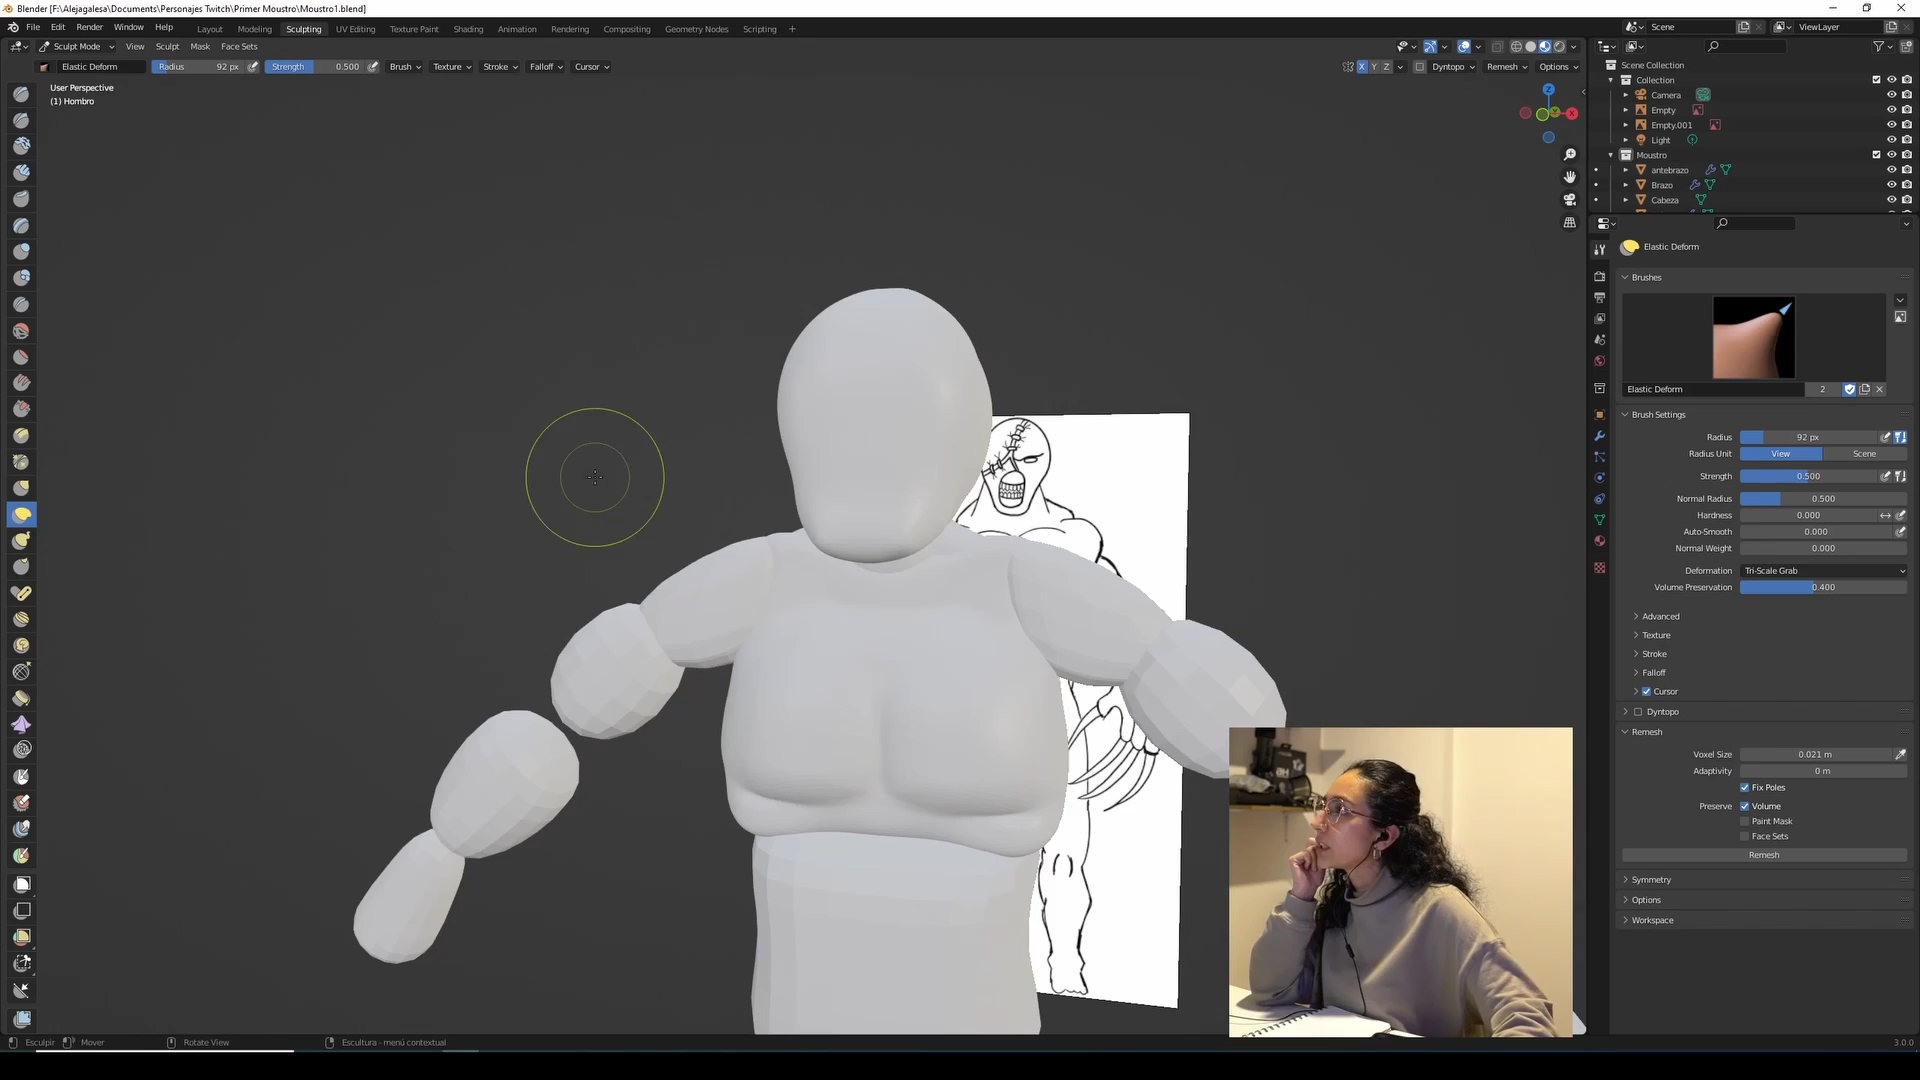 Blender [F:\Alejagalesa\Documents\Personajes Twitch\Primer Moustro\Moustro1.blend]
File Edit Render Window Help Layout Modeling Sculpting UV Editing Texture Paint Shading Animation Rendering Compositing Geometry Nodes Scripting + Scene ViewLayer
Sculpt Mode View Sculpt Mask Face Sets
Elastic Deform Radius 92 px Strength 0.500 Brush Texture Stroke Falloff Cursor X Y Z Dyntopo Remesh Options
User Perspective
(1) Hombro
Z
X
Scene Collection
Collection
Camera
Empty
Empty.001
Light
Moustro
antebrazo
Brazo
Cabeza
Elastic Deform
Brushes
Elastic Deform 2
Brush Settings
Radius 92 px
Radius Unit View Scene
Strength 0.500
Normal Radius 0.500
Hardness 0.000
Auto-Smooth 0.000
Normal Weight 0.000
Deformation Tri-Scale Grab
Volume Preservation 0.400
Advanced
Texture
Stroke
Falloff
Cursor
Dyntopo
Remesh
Voxel Size 0.021 m
Adaptivity 0 m
Fix Poles
Preserve Volume
Paint Mask
Face Sets
Remesh
Symmetry
Options
Workspace
Esculpir Mover Rotate View Escultura - menú contextual 3.0.0